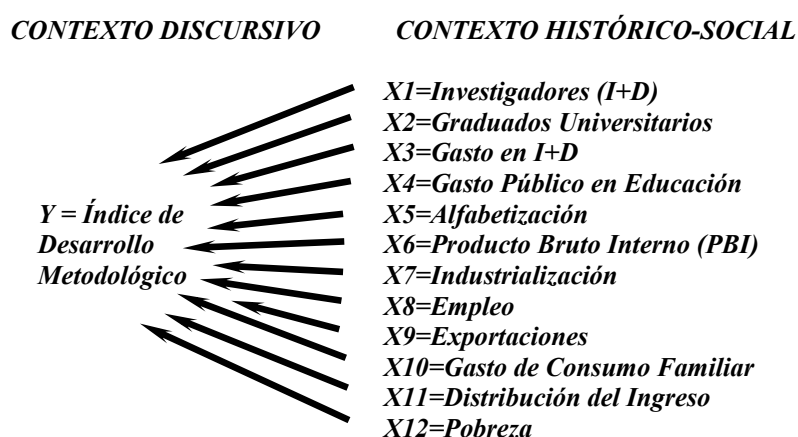 CONTEXTO DISCURSIVO
CONTEXTO HISTÓRICO-SOCIAL
X1=Investigadores (I+D)
X2=Graduados Universitarios
X3=Gasto en I+D
X4=Gasto Público en Educación
Y = Índice de
Desarrollo
Metodológico
X5=Alfabetización
X6=Producto Bruto Interno (PBI)
X7=Industrialización
X8=Empleo
X9=Exportaciones
X10=Gasto de Consumo Familiar
X11=Distribución del Ingreso
X12=Pobreza